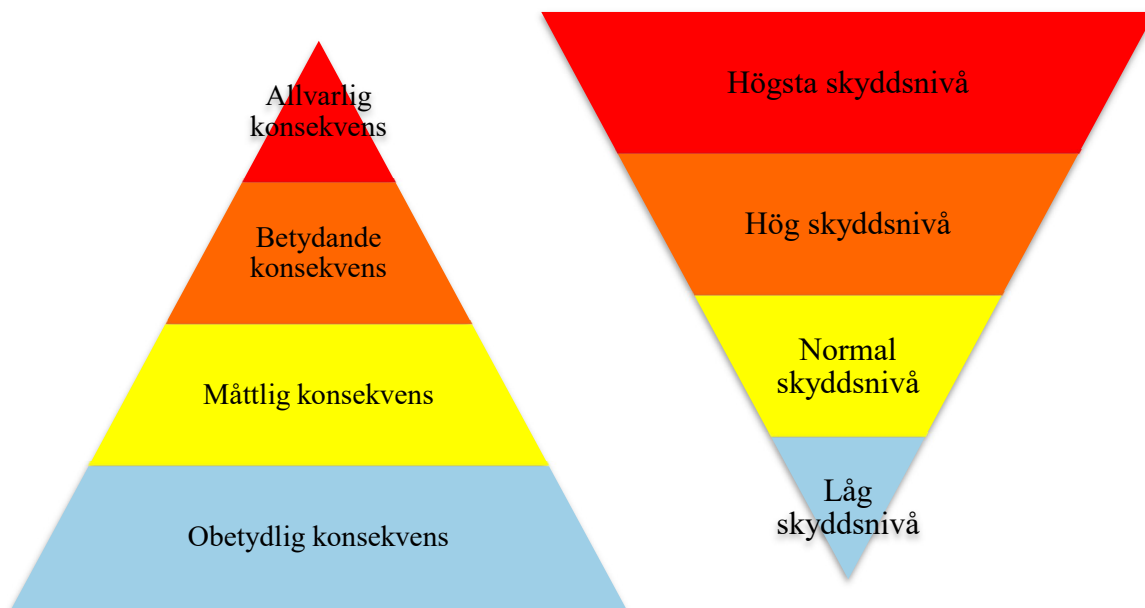 Allvarlig
konsekvens
Betydande
konsekvens
Måttlig konsekvens
Obetydlig konsekvens
Högsta skyddsnivå
Hög skyddsnivå
Normal
skyddsnivå
Låg
skyddsnivå